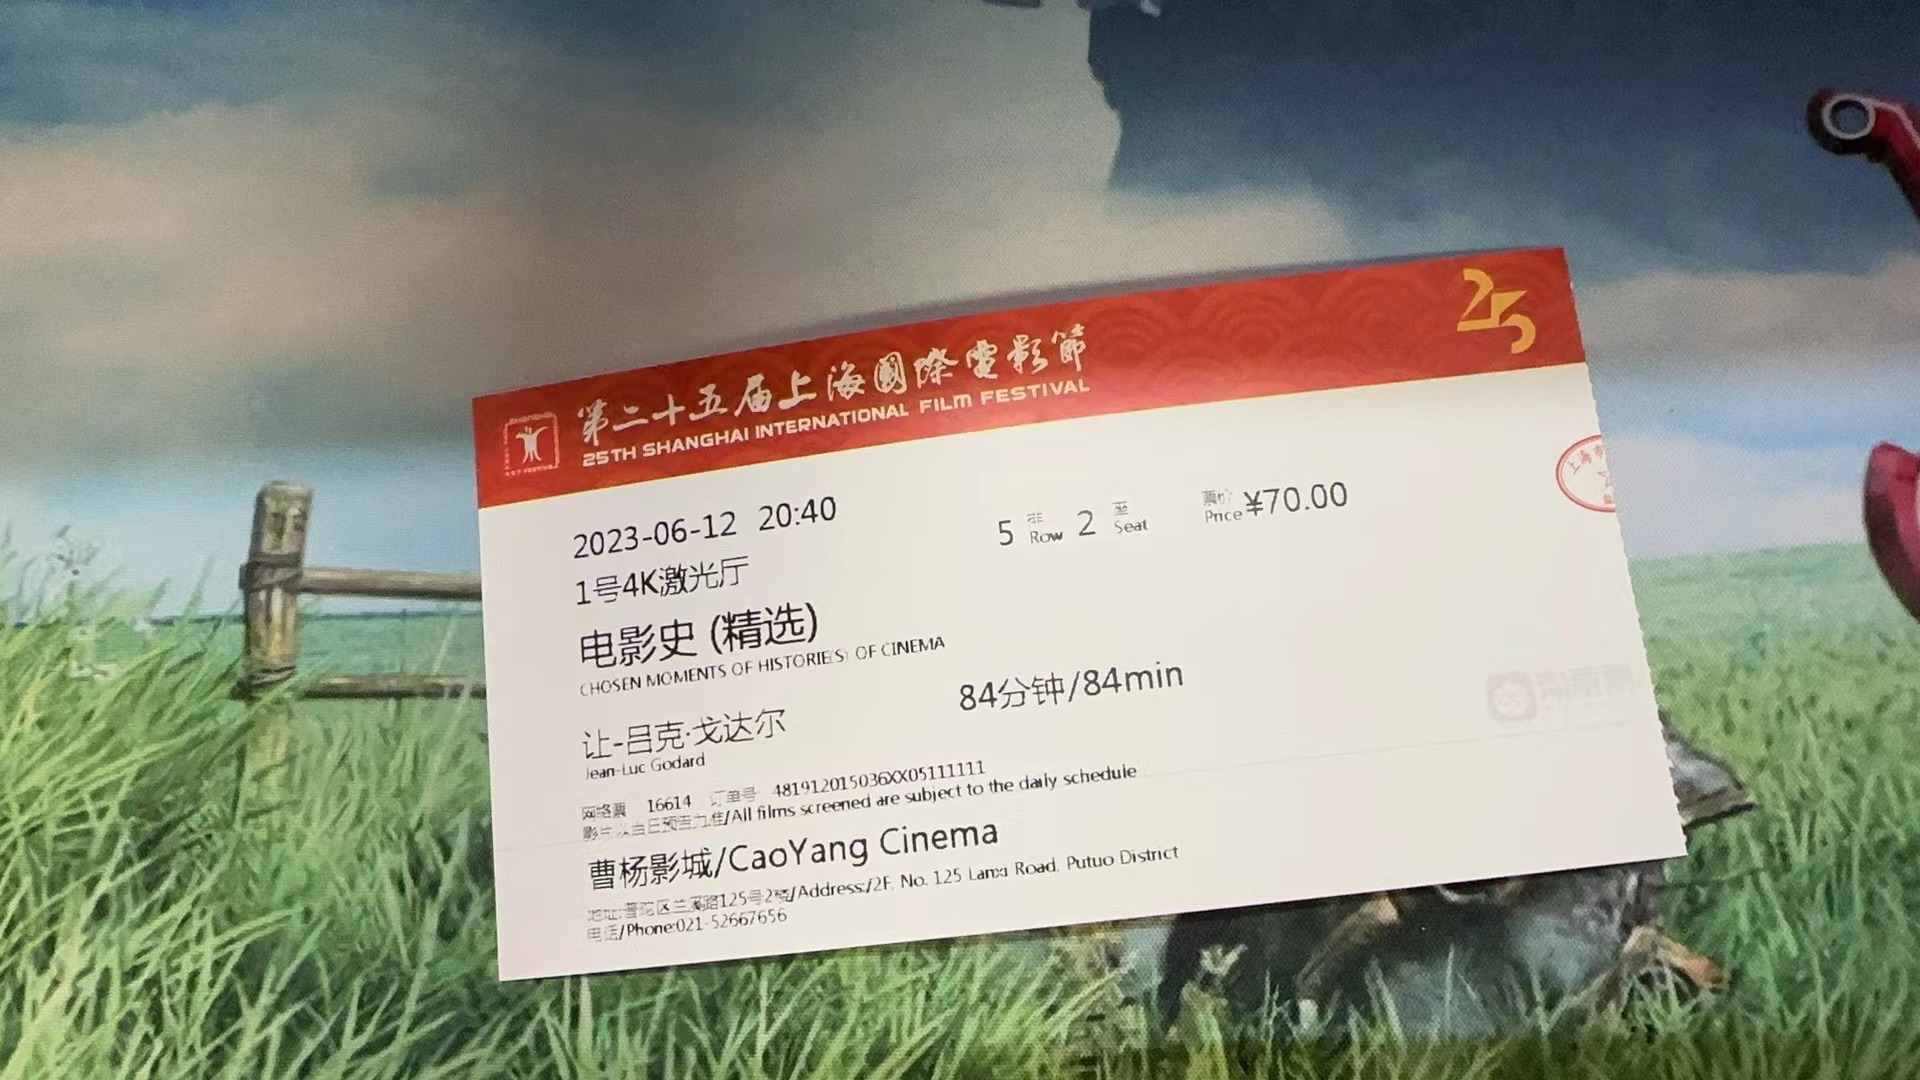 第二十五届上海國際電影節
25TH SHANGHAI INTERNATIONAL FILM FESTIVAL
25
2023-06-12 20:40
5 排 Row 2 座 Seat 票价 Price ¥70.00
1号4K激光厅
电影史 (精选)
CHOSEN MOMENTS OF HISTORIE(S) OF CINEMA
84分钟/84min
让-吕克·戈达尔
Jean-Luc Godard
网络票 16614 订单号 481912015036XX05111111
影片以当日预告为准/All films screened are subject to the daily schedule
曹杨影城/CaoYang Cinema
地址:普陀区兰溪路125号2楼/Address:/2F, No. 125 Lanxi Road, Putuo District
电话/Phone:021-52667656
上海市